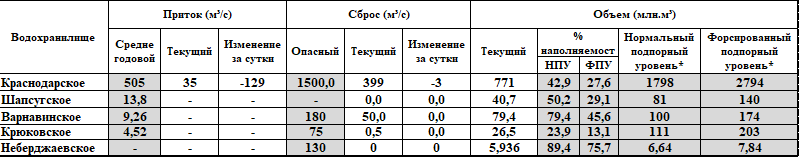 Водохранилище Приток (м³/с) Сброс (м³/с) Объем (млн.м³)
Средне годовой Текущий Изменение за сутки Опасный Текущий Изменение за сутки Текущий % наполняемост НПУ ФПУ Нормальный подпорный уровень* Форсированный подпорный уровень*
Краснодарское 505 35 -129 1500,0 399 -3 771 42,9 27,6 1798 2794
Шапсугское 13,8 - - - 0,0 0,0 40,7 50,2 29,1 81 140
Варнавинское 9,26 - - 180 50,0 0,0 79,4 79,4 45,6 100 174
Крюковское 4,52 - - 75 0,5 0,0 26,5 23,9 13,1 111 203
Неберджаевское - - - 130 0 0 5,936 89,4 75,7 6,64 7,84